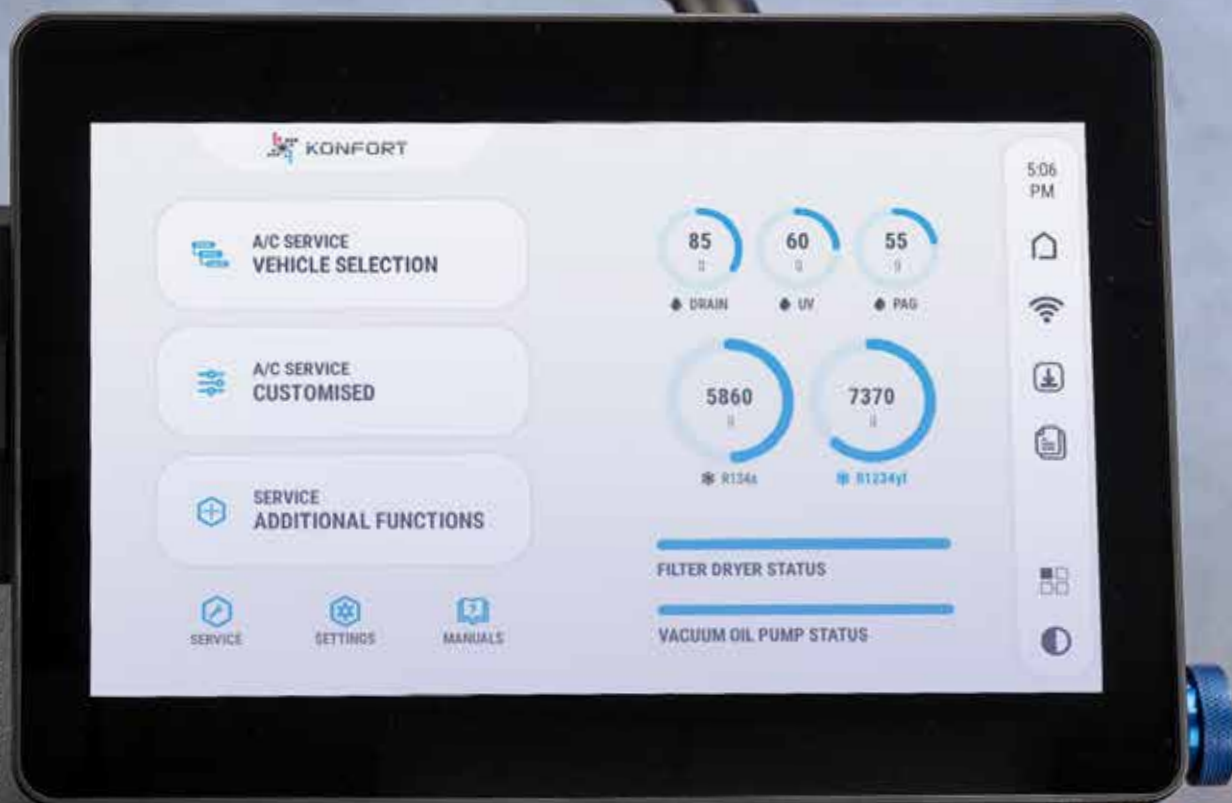 KONFORT
5:06
PM
A/C SERVICE
VEHICLE SELECTION
A/C SERVICE
CUSTOMISED
SERVICE
ADDITIONAL FUNCTIONS
SERVICE
SETTINGS
MANUALS
85
g
DRAIN
60
g
UV
55
g
PAG
5860
g
R134a
7370
g
R1234yf
FILTER DRYER STATUS
VACUUM OIL PUMP STATUS